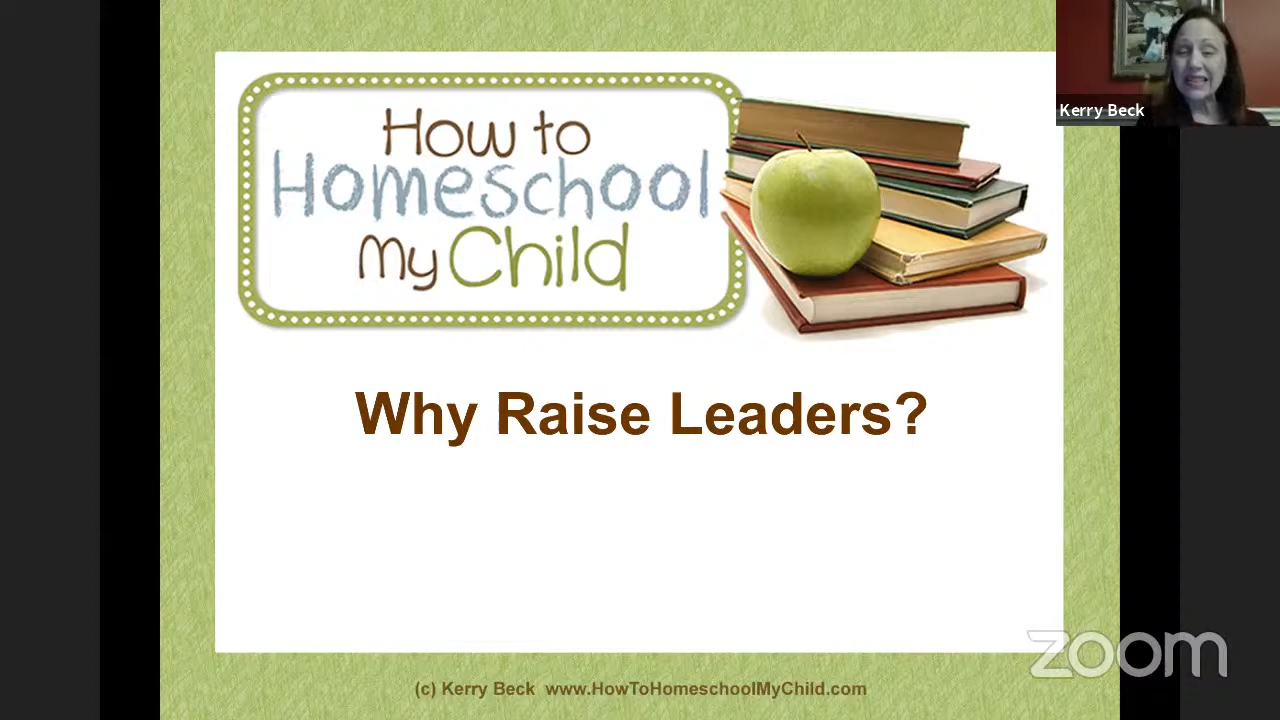 How to
Homeschool
My Child
Kerry Beck
Why Raise Leaders?
zoom
(c) Kerry Beck www.HowToHomeschoolMyChild.com